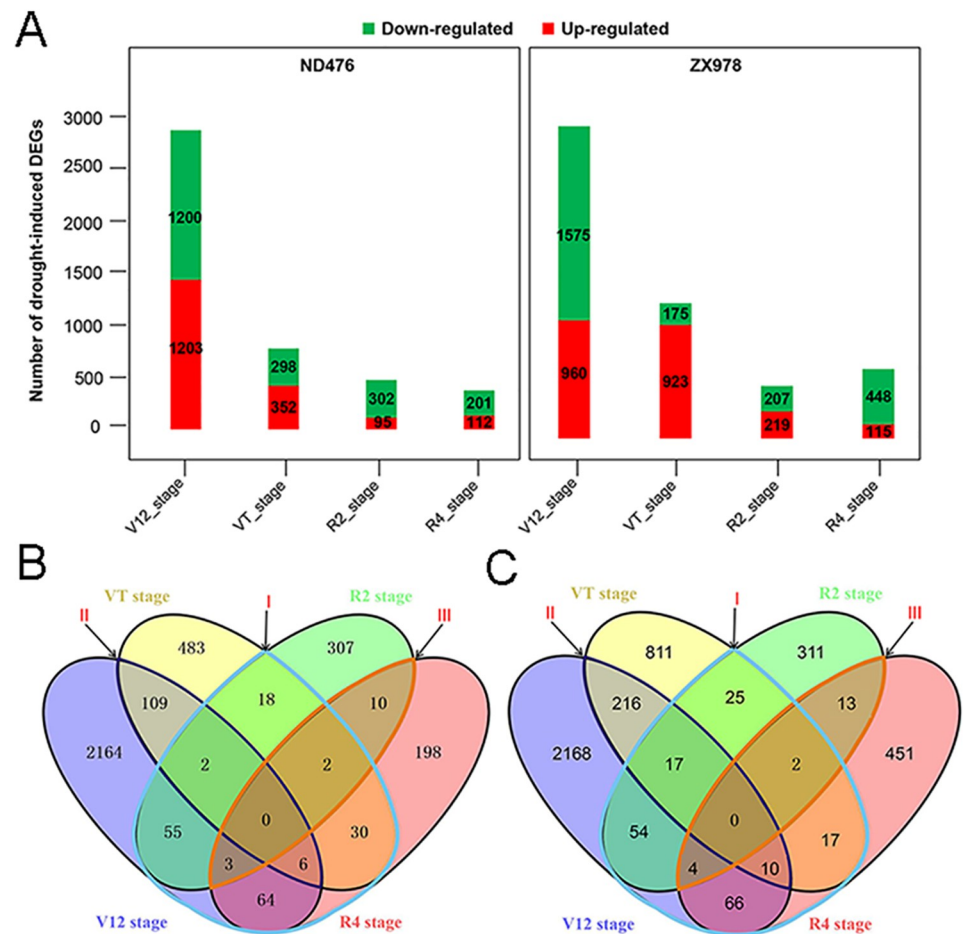 A
Down-regulated Up-regulated
ND476 ZX978
Number of drought-induced DEGs
3000
2500
2000
1500
1000
500
0
1200
1203
298
352
302
95
201
112
1575
960
175
923
207
219
448
115
V12_stage VT_stage R2_stage R4_stage V12_stage VT_stage R2_stage R4_stage
B
VT stage I R2 stage
II III
483 307
109 18 10
2164 2 2 198
55 0 30
3 6
64
V12 stage R4 stage
C
VT stage I R2 stage
II III
811 311
216 25 13
2168 17 2 451
54 0 17
4 10
66
V12 stage R4 stage